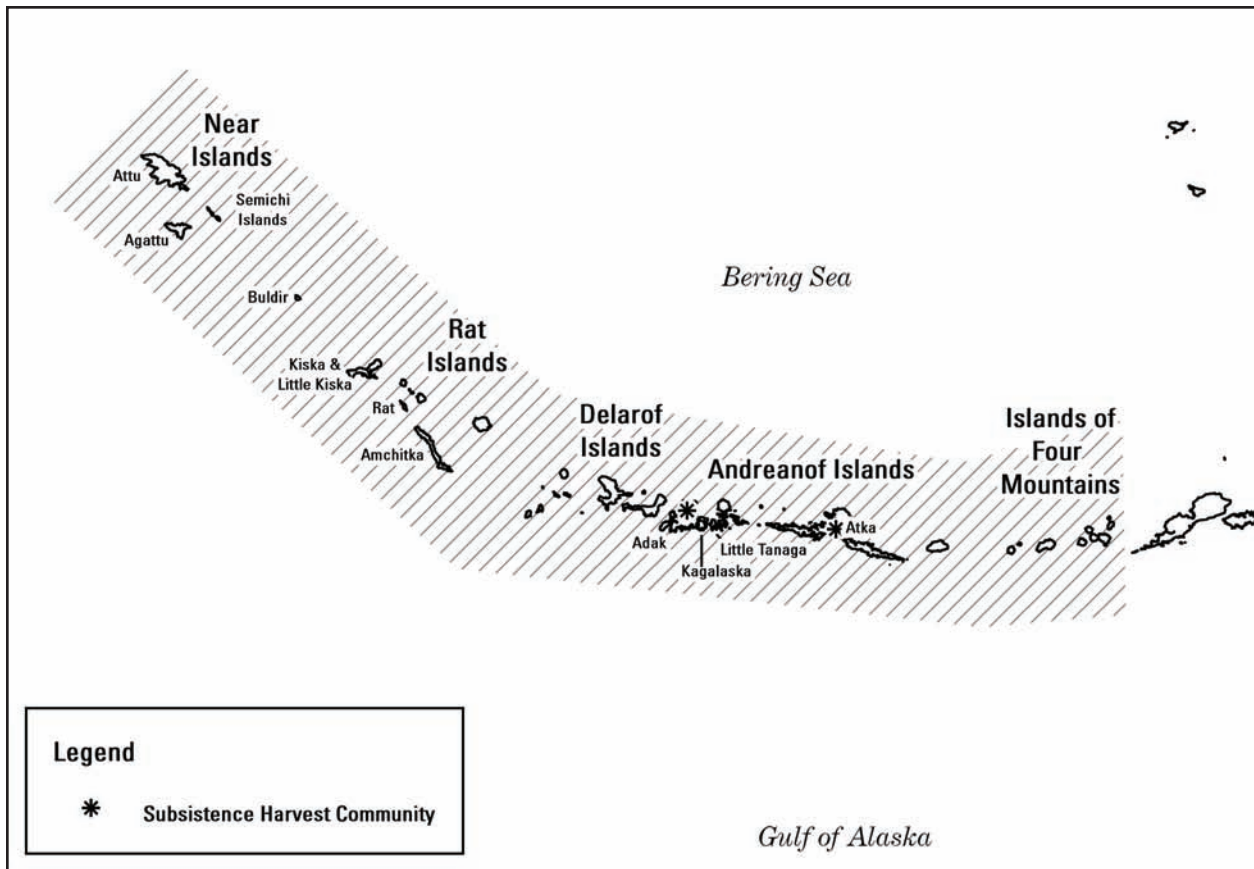 Near
Islands
Attu
Semichi
Islands
Agattu
Bering Sea
Buldir
Rat
Islands
Kiska &
Little Kiska
Rat
Amchitka
Delarof
Islands
Andreanof Islands
Islands of
Four
Mountains
Adak
Little Tanaga
Atka
Kagalaska
Legend
Subsistence Harvest Community
Gulf of Alaska